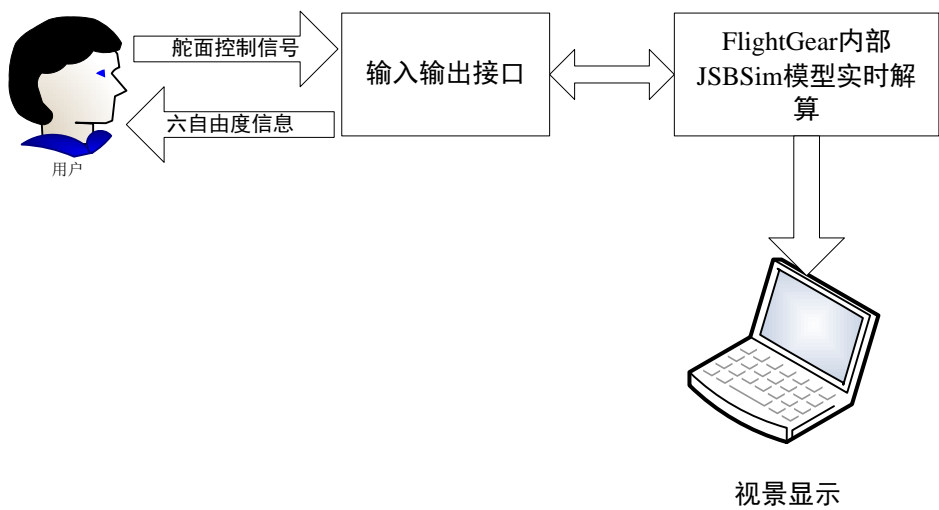 舵面控制信号
六自由度信息
用户
输入输出接口
FlightGear内部
JSBSim模型实时解
算
视景显示